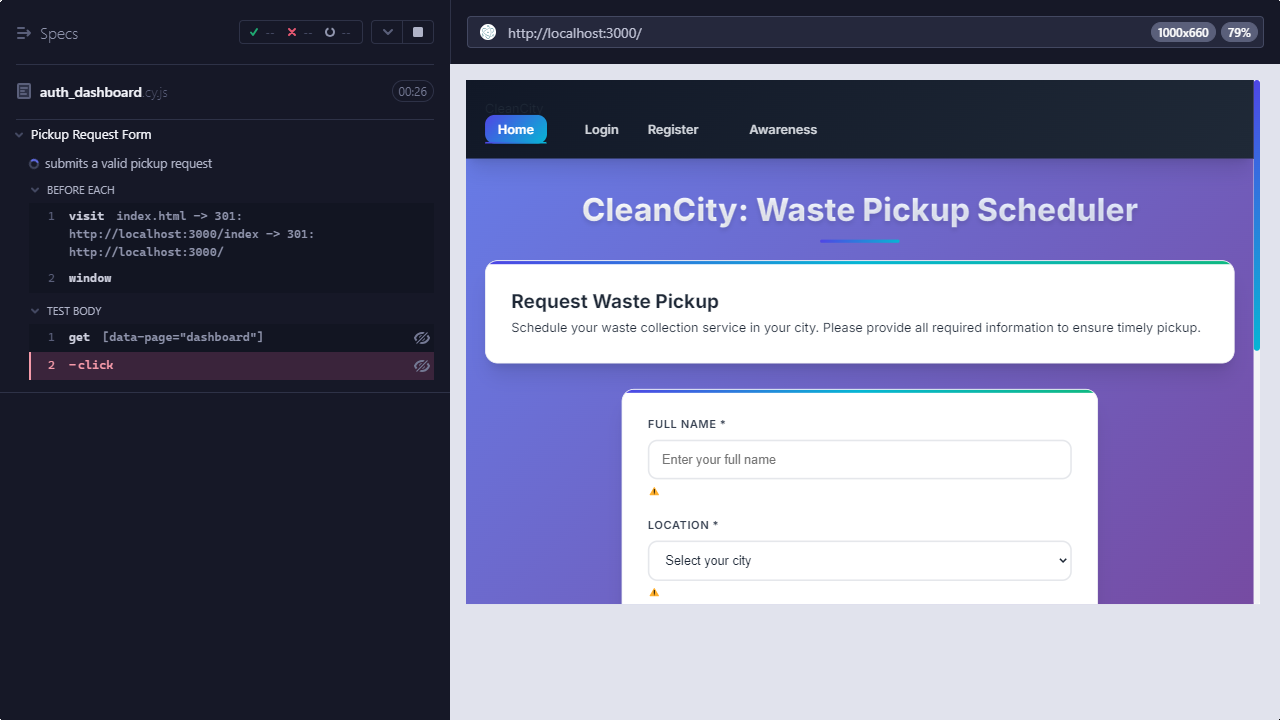 Specs
-- -- --
auth_dashboard.cy.js 00:26
Pickup Request Form
submits a valid pickup request
BEFORE EACH
1 visit index.html -> 301:
http://localhost:3000/index -> 301:
http://localhost:3000/
2 window
TEST BODY
1 get [data-page="dashboard"]
2 -click
http://localhost:3000/ 1000x660 79%
CleanCity
Home Login Register Awareness
CleanCity: Waste Pickup Scheduler
Request Waste Pickup
Schedule your waste collection service in your city. Please provide all required information to ensure timely pickup.
FULL NAME *
Enter your full name
LOCATION *
Select your city